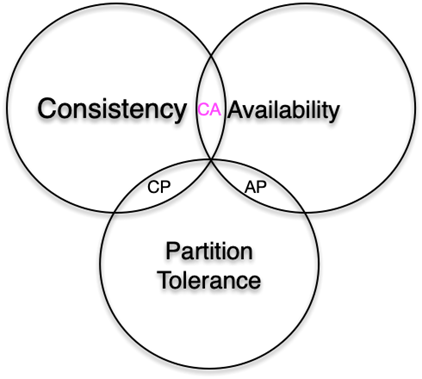 Consistency
CA
Availability
CP
AP
Partition
Tolerance